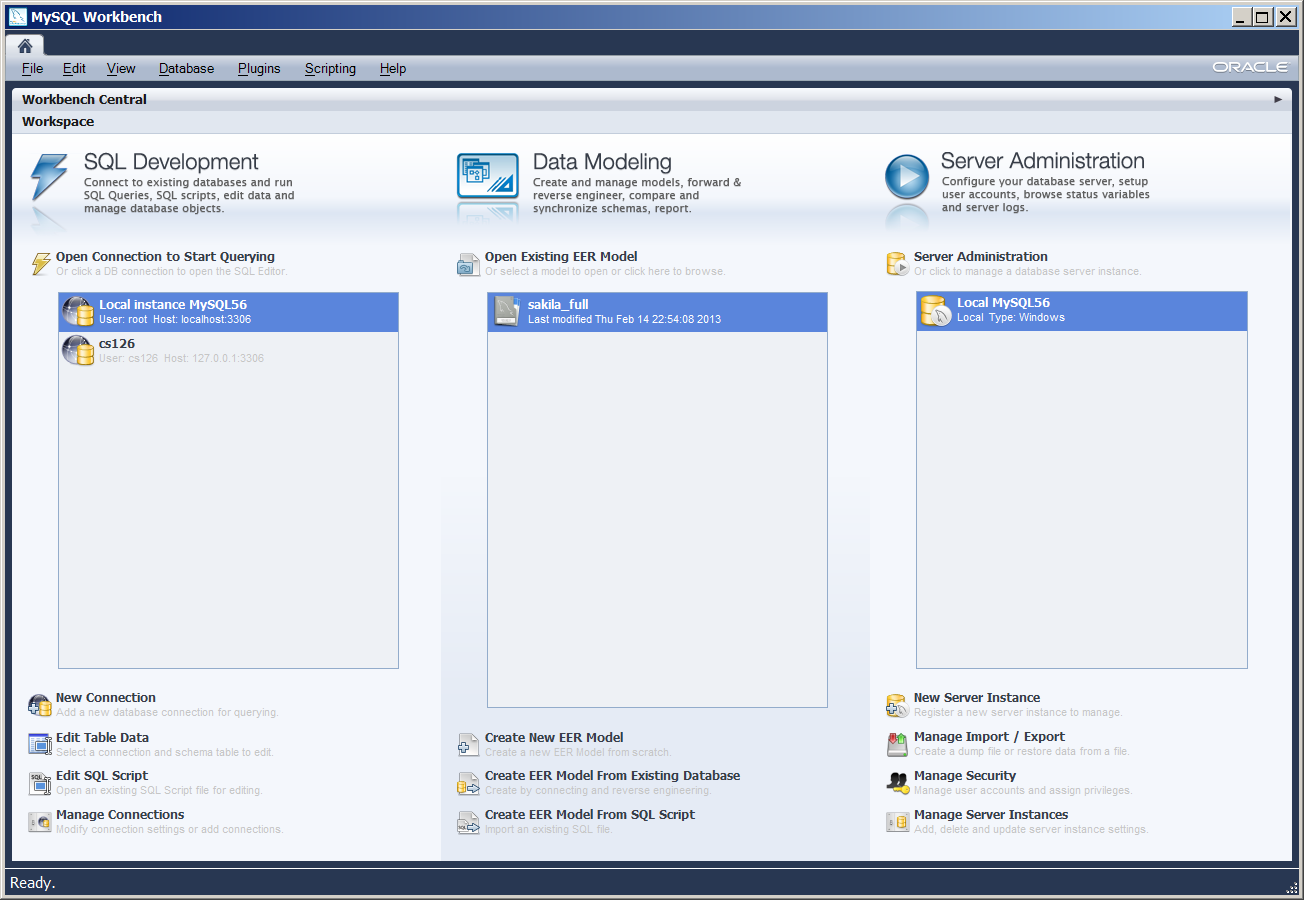 MySQL Workbench
File Edit View Database Plugins Scripting Help
ORACLE
Workbench Central
Workspace
SQL Development
Connect to existing databases and run
SQL Queries, SQL scripts, edit data and
manage database objects.
Open Connection to Start Querying
Or click a DB connection to open the SQL Editor.
Local instance MySQL56
User: root Host: localhost:3306
cs126
User: cs126 Host: 127.0.0.1:3306
New Connection
Add a new database connection for querying.
Edit Table Data
Select a connection and schema table to edit.
SQL
Edit SQL Script
Open an existing SQL Script file for editing.
Manage Connections
Modify connection settings or add connections.
Data Modeling
Create and manage models, forward &
reverse engineer, compare and
synchronize schemas, report.
Open Existing EER Model
Or select a model to open or click here to browse.
sakila_full
Last modified Thu Feb 14 22:54:08 2013
Create New EER Model
Create a new EER Model from scratch.
Create EER Model From Existing Database
Create by connecting and reverse engineering.
SQL
Create EER Model From SQL Script
Import an existing SQL file.
Server Administration
Configure your database server, setup
user accounts, browse status variables
and server logs.
Server Administration
Or click to manage a database server instance.
Local MySQL56
Local Type: Windows
New Server Instance
Register a new server instance to manage.
Manage Import / Export
Create a dump file or restore data from a file.
Manage Security
Manage user accounts and assign privileges.
Manage Server Instances
Add, delete and update server instance settings.
Ready.